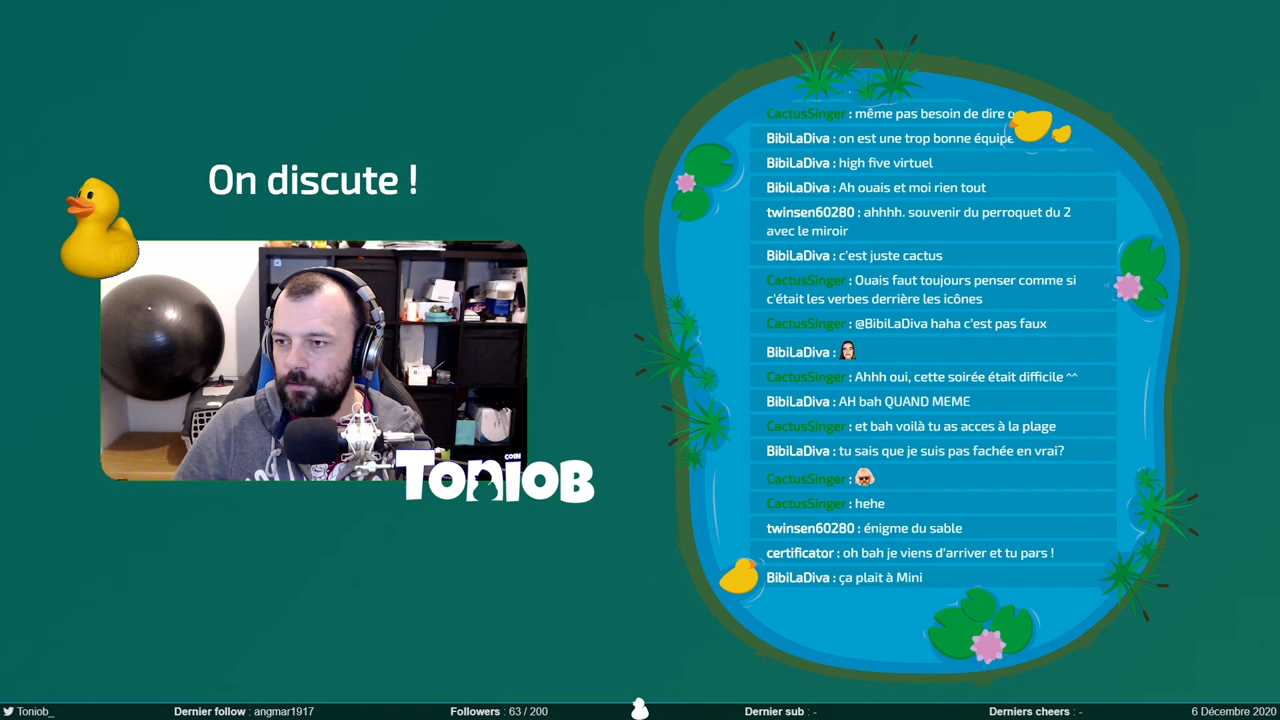 On discute !
COIN
TONIOB
CactusSinger : même pas besoin de dire
BibiLaDiva : on est une trop bonne équipe
BibiLaDiva : high five virtuel
BibiLaDiva : Ah ouais et moi rien tout
twinsen60280 : ahhhh. souvenir du perroquet du 2
avec le miroir
BibiLaDiva : c'est juste cactus
CactusSinger : Ouais faut toujours penser comme si
c'était les verbes derrière les icônes
CactusSinger : @BibiLaDiva haha c'est pas faux
BibiLaDiva :
CactusSinger : Ahhh oui, cette soirée était difficile ^^
BibiLaDiva : AH bah QUAND MEME
CactusSinger : et bah voilà tu as acces à la plage
BibiLaDiva : tu sais que je suis pas fachée en vrai?
CactusSinger :
CactusSinger : hehe
twinsen60280 : énigme du sable
certificator : oh bah je viens d'arriver et tu pars !
BibiLaDiva : ça plait à Mini
Toniob_ Dernier follow : angmar1917 Followers : 63 / 200 Dernier sub : - Derniers cheers : - 6 Décembre 2020